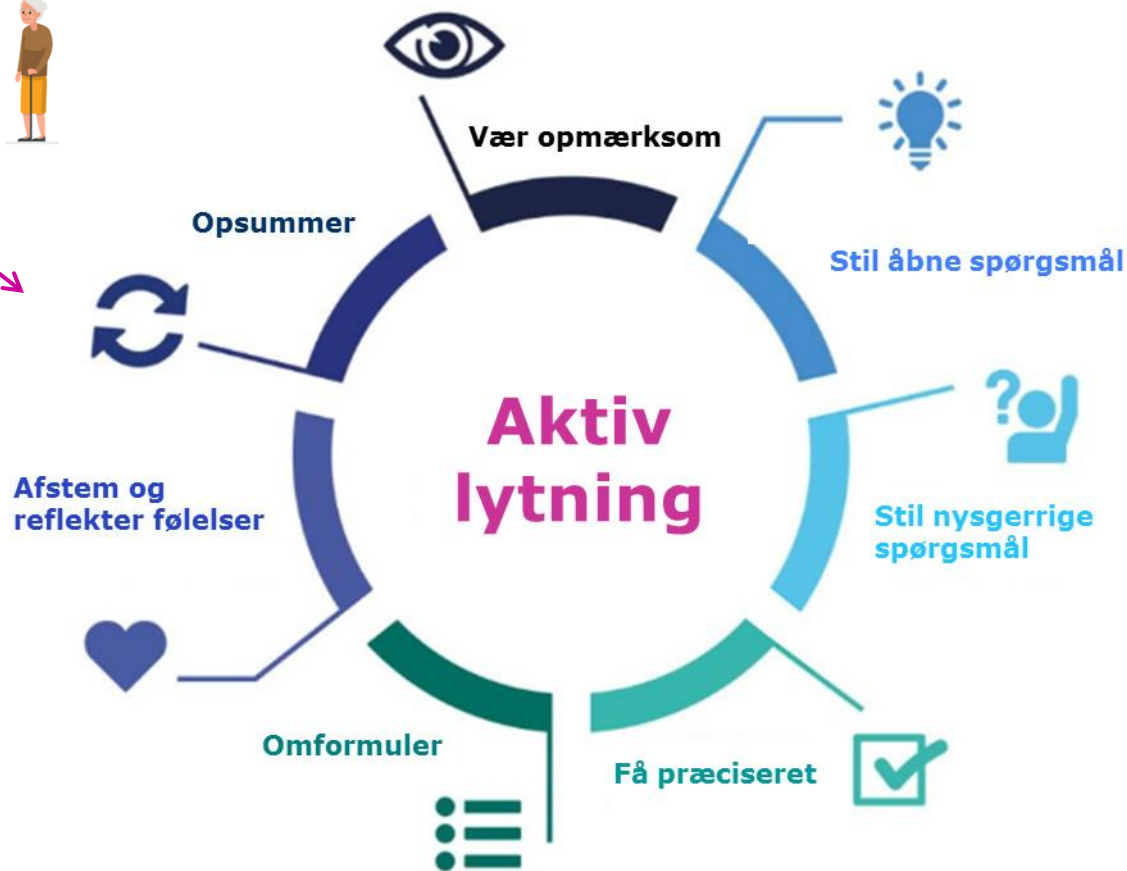 Vær opmærksom
Stil åbne spørgsmål
Stil nysgerrige
spørgsmål
Få præciseret
Omformuler
Afstem og
reflekter følelser
Opsummer
Aktiv
lytning